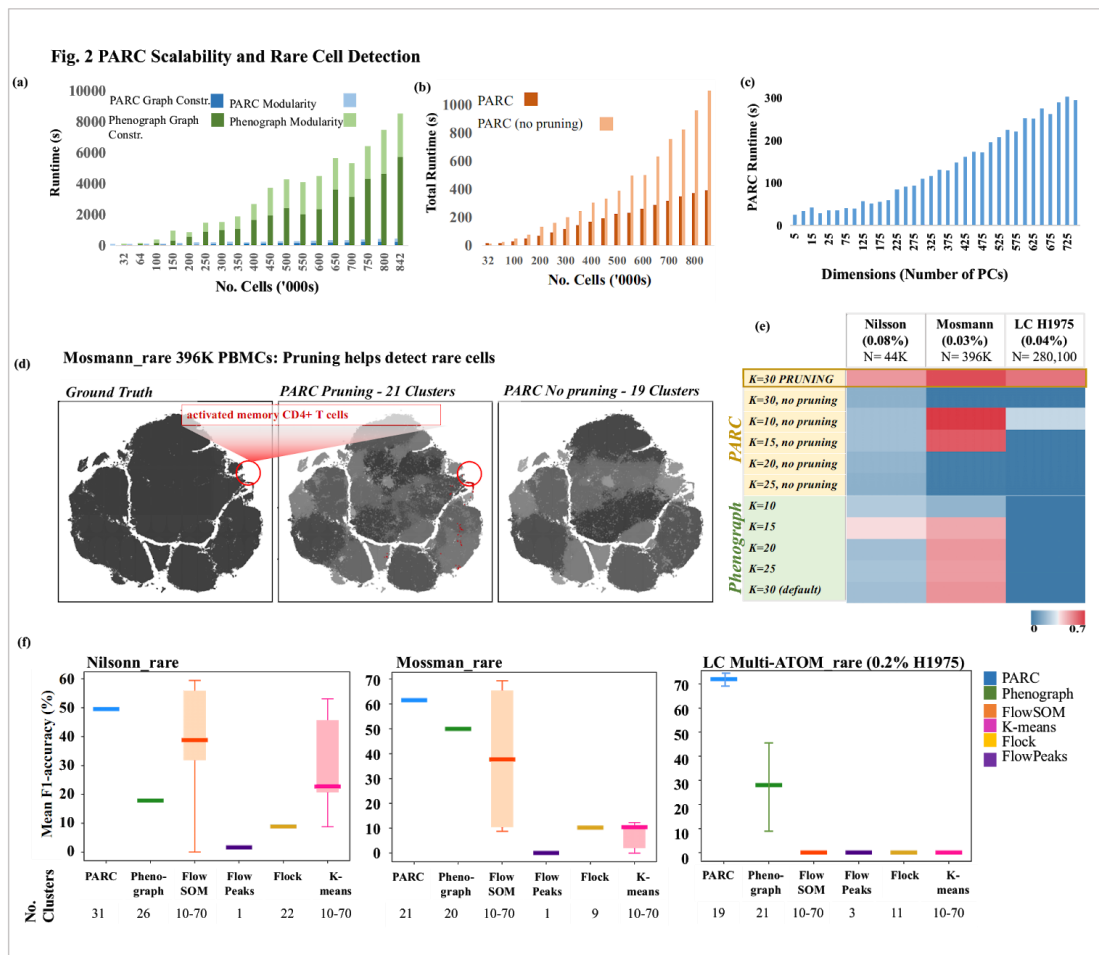 Fig. 2 PARC Scalability and Rare Cell Detection
(a)
10000
8000
6000
4000
2000
0
Runtime (s)
PARC Graph Constr.
PARC Modularity
Phenograph Graph
Constr.
Phenograph Modularity
32 64 100 150 200 250 300 350 400 450 500 550 600 650 700 750 800 842
No. Cells ('000s)
(b)
1000
800
600
400
200
0
Total Runtime (s)
PARC
PARC (no pruning)
32 100 200 300 400 500 600 700 800
No. Cells ('000s)
(c)
300
200
100
0
PARC Runtime (s)
5 15 25 75 125 175 225 275 325 375 425 475 525 575 625 675 725
Dimensions (Number of PCs)
(d)
Mosmann_rare 396K PBMCs: Pruning helps detect rare cells
Ground Truth
PARC Pruning - 21 Clusters
PARC No pruning - 19 Clusters
activated memory CD4+ T cells
(e)
Nilsson
(0.08%)
N= 44K
Mosmann
(0.03%)
N= 396K
LC H1975
(0.04%)
N= 280,100
PARC
K=30 PRUNING
K=30, no pruning
K=10, no pruning
K=15, no pruning
K=20, no pruning
K=25, no pruning
Phenograph
K=10
K=15
K=20
K=25
K=30 (default)
0 0.7
(f)
Nilsonn_rare
60
50
40
30
20
10
0
Mean F1-accuracy (%)
PARC
Pheno-
graph
Flow
SOM
Flow
Peaks
Flock
K-
means
No.
Clusters
31 26 10-70 1 22 10-70
Mossman_rare
70
60
50
40
30
20
10
0
PARC
Pheno-
graph
Flow
SOM
Flow
Peaks
Flock
K-
means
21 20 10-70 1 9 10-70
LC Multi-ATOM_rare (0.2% H1975)
70
60
70
40
30
20
10
0
PARC
Pheno-
graph
Flow
SOM
Flow
Peaks
Flock
K-
means
19 21 10-70 3 11 10-70
PARC
Phenograph
FlowSOM
K-means
Flock
FlowPeaks